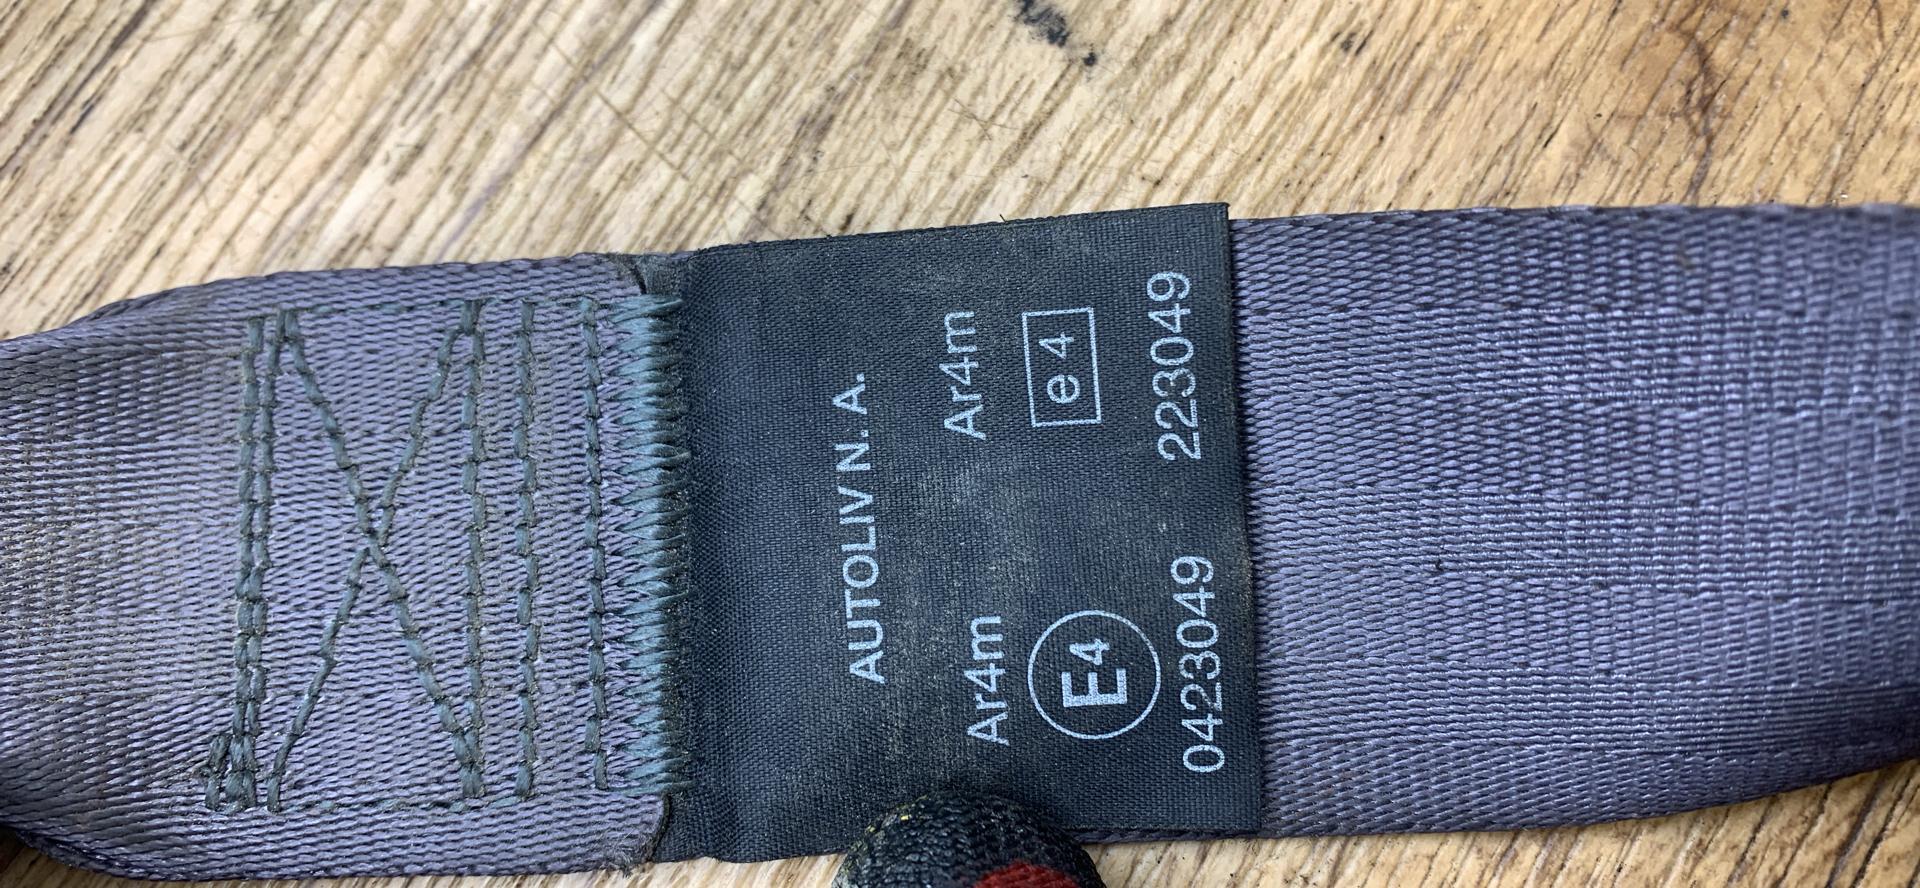 AUTOLIV N. A.
Ar4m Ar4m
E4 e4
0423049 223049